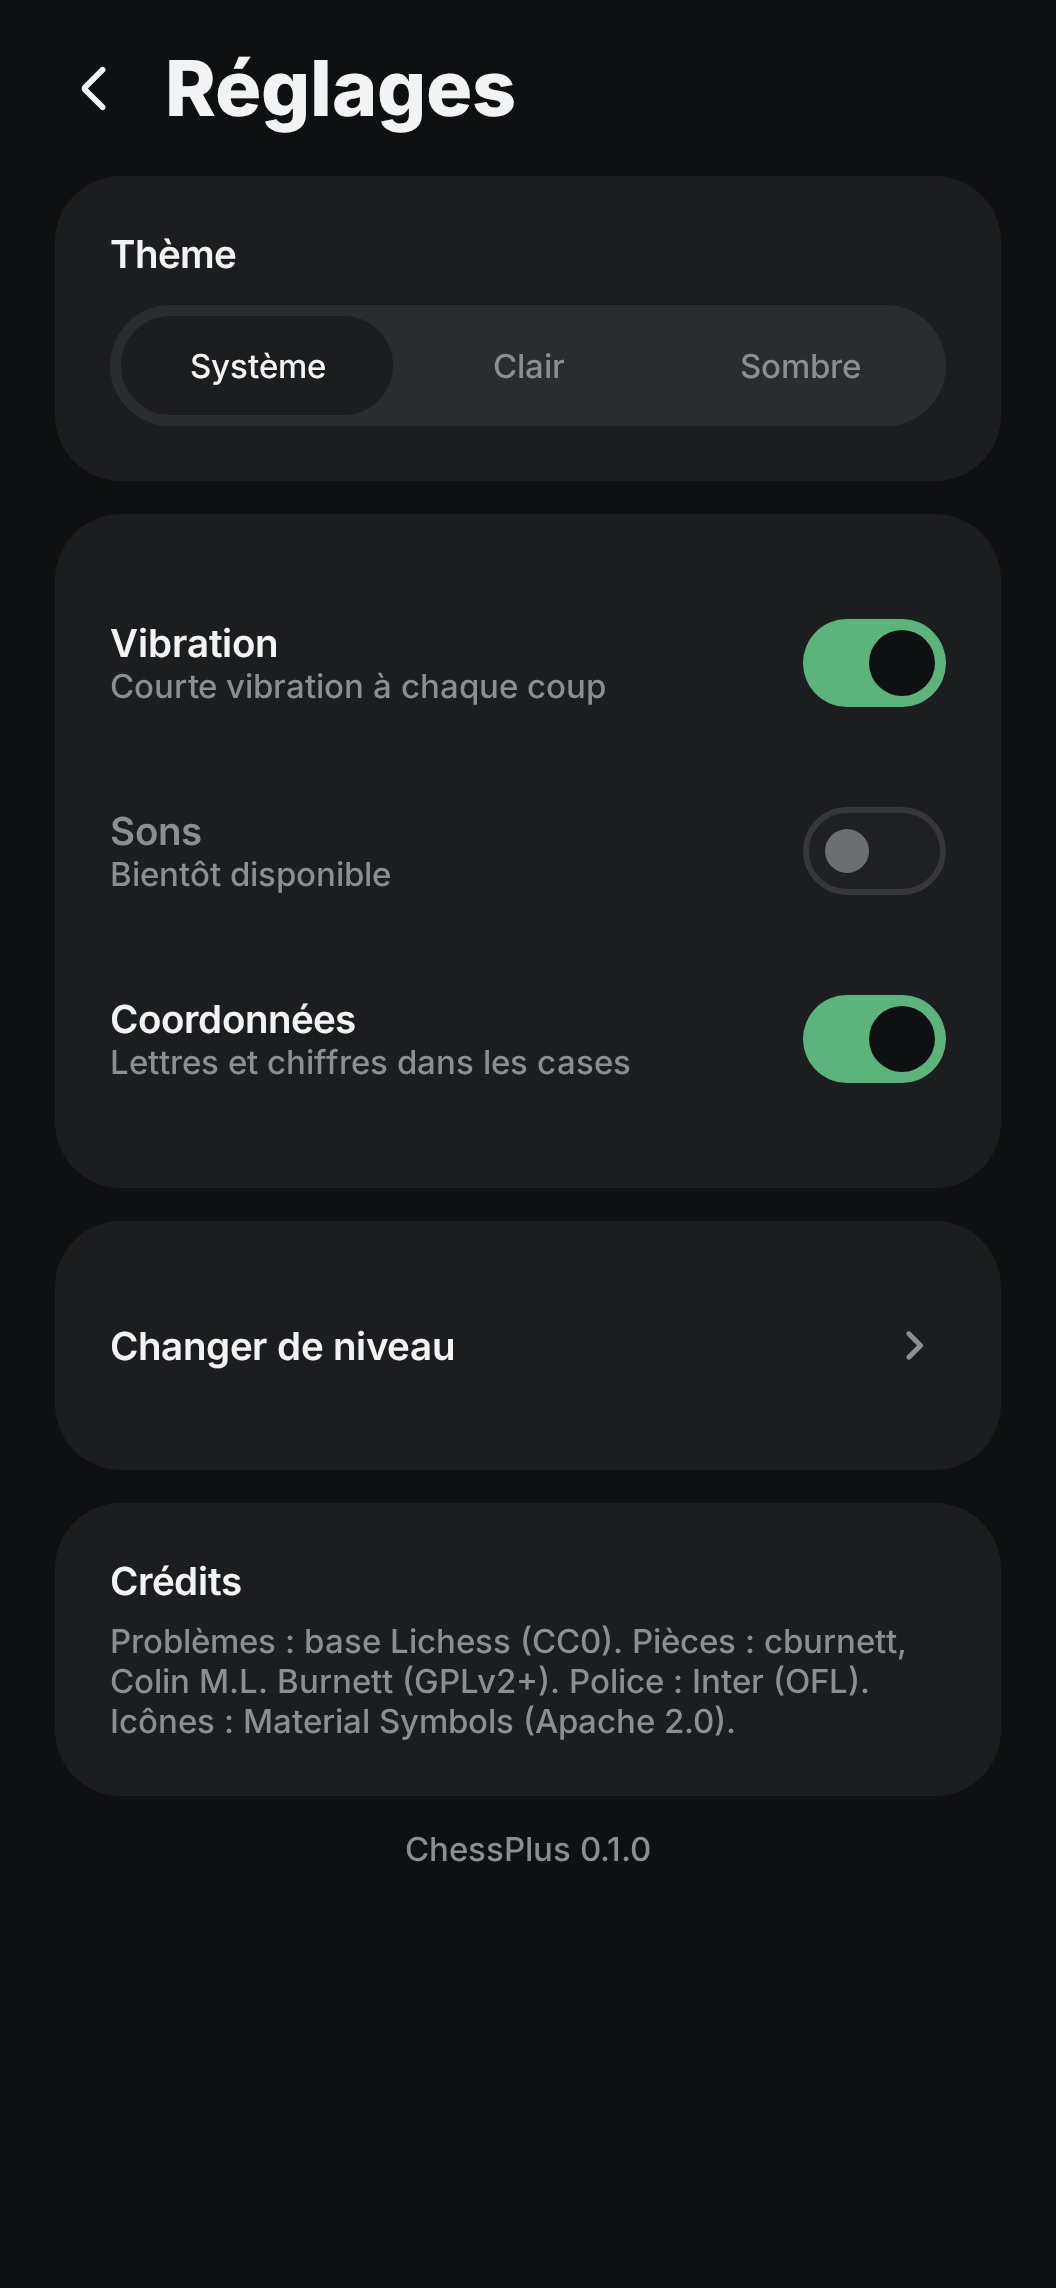 Réglages
Thème
Système Clair Sombre
Vibration
Courte vibration à chaque coup
Sons
Bientôt disponible
Coordonnées
Lettres et chiffres dans les cases
Changer de niveau
Crédits
Problèmes : base Lichess (CC0). Pièces : cburnett,
Colin M.L. Burnett (GPLv2+). Police : Inter (OFL).
Icônes : Material Symbols (Apache 2.0).
ChessPlus 0.1.0